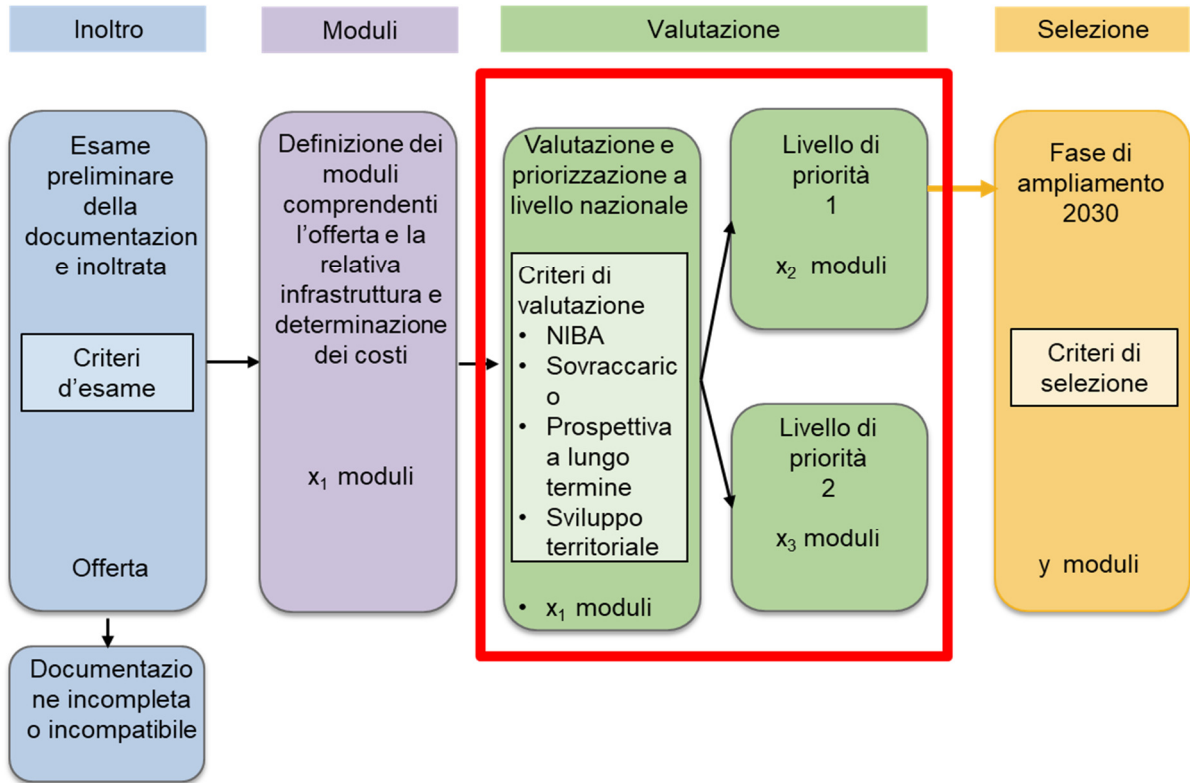 Inoltro
Moduli
Valutazione
Selezione
Esame
preliminare
della
documentazion
e inoltrata
Criteri
d’esame
Offerta
Documentazio
ne incompleta
o incompatibile
Definizione dei
moduli
comprendenti
l’offerta e la
relativa
infrastruttura e
determinazione
dei costi
x₁ moduli
Valutazione e
priorizzazione a
livello nazionale
Criteri di
valutazione
• NIBA
• Sovraccaric
o
• Prospettiva
a lungo
termine
• Sviluppo
territoriale
• x₁ moduli
Livello di
priorità
1
x₂ moduli
Livello di
priorità
2
x₃ moduli
Fase di
ampliamento
2030
Criteri di
selezione
y moduli